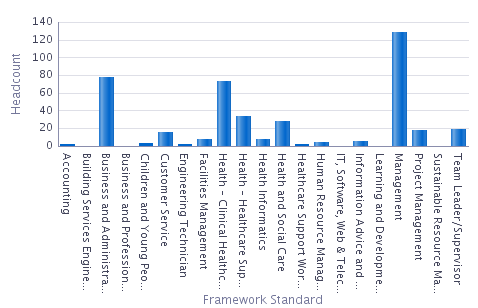 140
120
100
80
60
40
20
0
Headcount
Accounting
Building Services Engine...
Business and Administra...
Business and Profession...
Children and Young Peo...
Customer Service
Engineering Technician
Facilities Management
Health - Clinical Healthc...
Health - Healthcare Sup...
Health Informatics
Health and Social Care
Healthcare Support Wor...
Human Resource Manag...
IT, Software, Web & Telec...
Information Advice and ...
Learning and Developme...
Management
Project Management
Sustainable Resource Ma...
Team Leader/Supervisor
Framework Standard